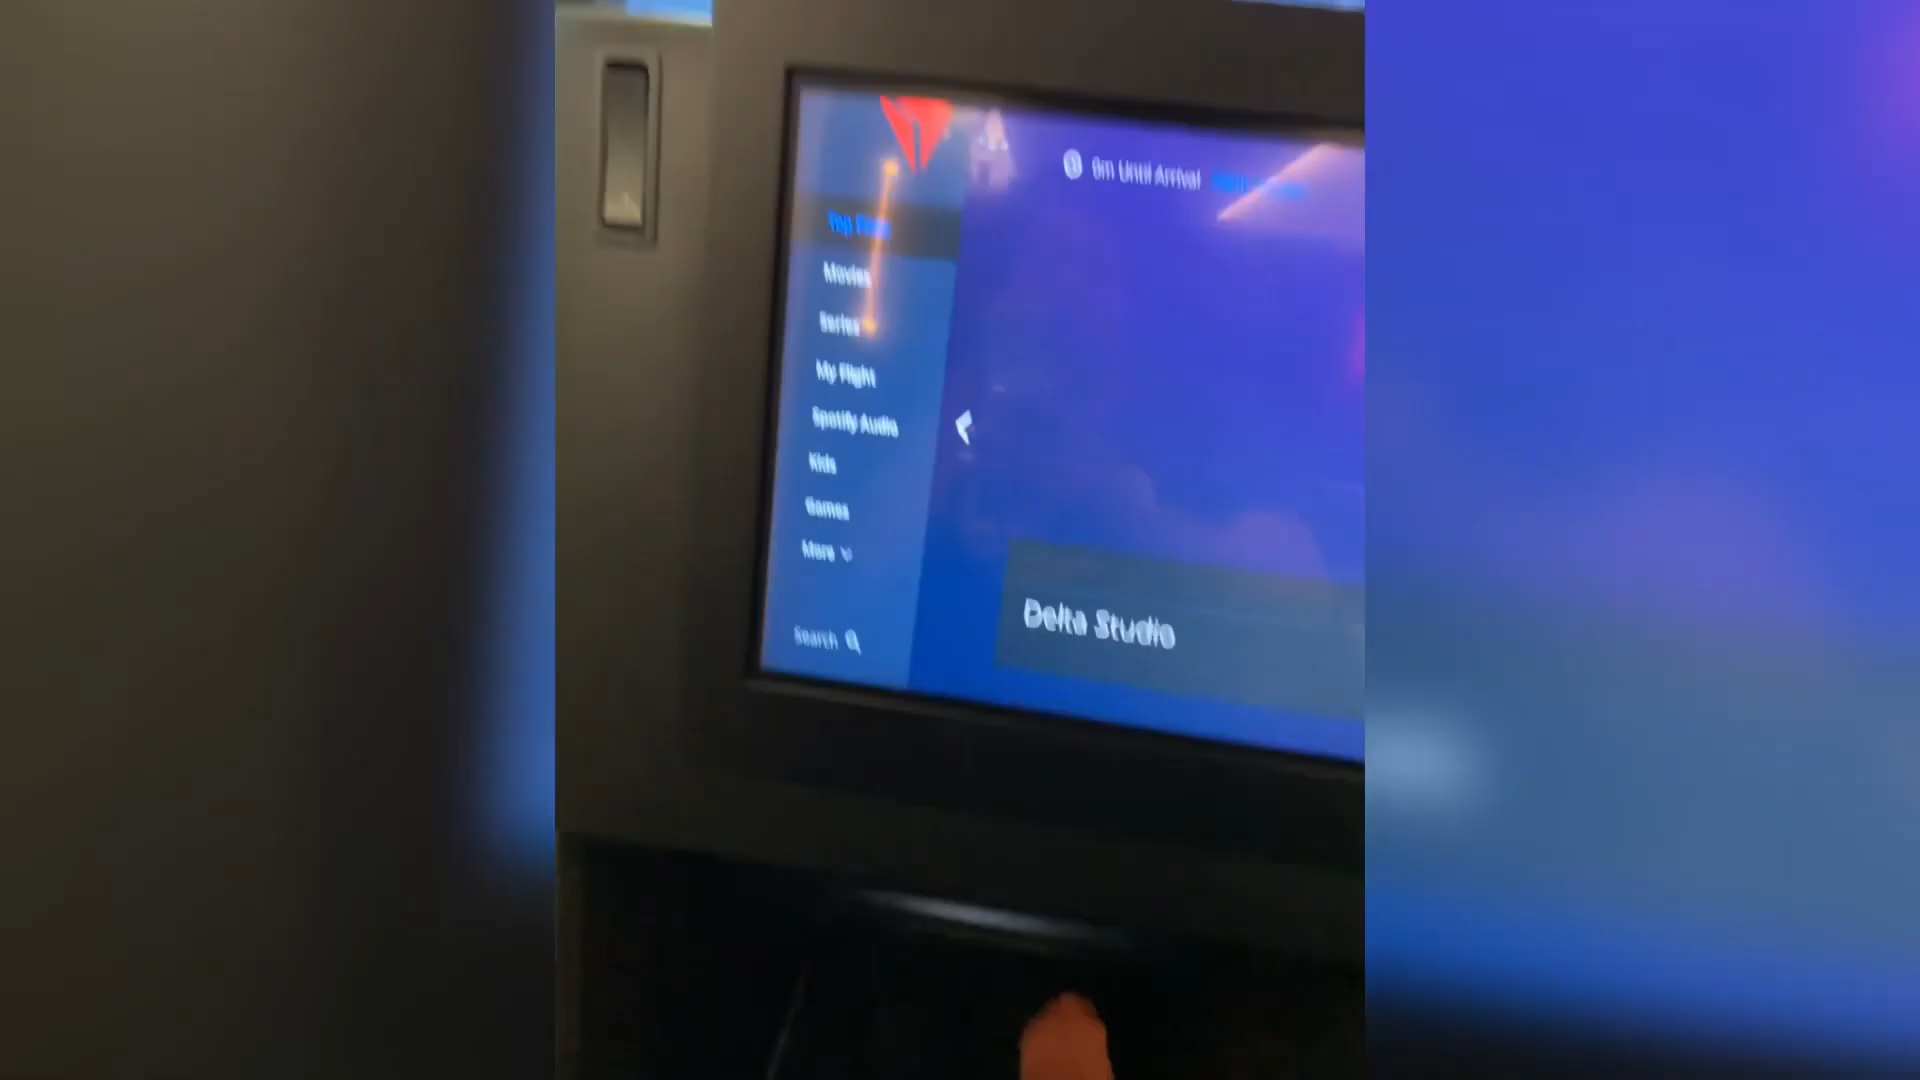 0m Until Arrival
Top Picks
Movies
Series
My Flight
Spotify Audio
Kids
Games
More
Search
Delta Studio